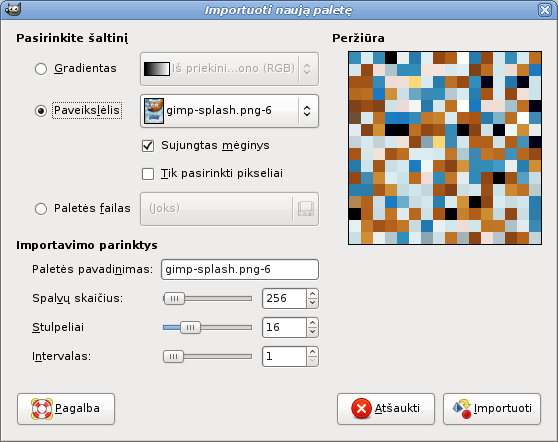 Importuoti naują paletę
Pasirinkite šaltinį
Peržiūra
Gradientas
Iš priekini...ono (RGB)
Paveikslėlis
gimp-splash.png-6
Sujungtas mėginys
Tik pasirinkti pikseliai
Paletės failas
(Joks)
Importavimo parinktys
Paletės pavadinimas:
gimp-splash.png-6
Spalvų skaičius:
256
Stulpeliai
16
Intervalas:
1
Pagalba
Atšaukti
Importuoti